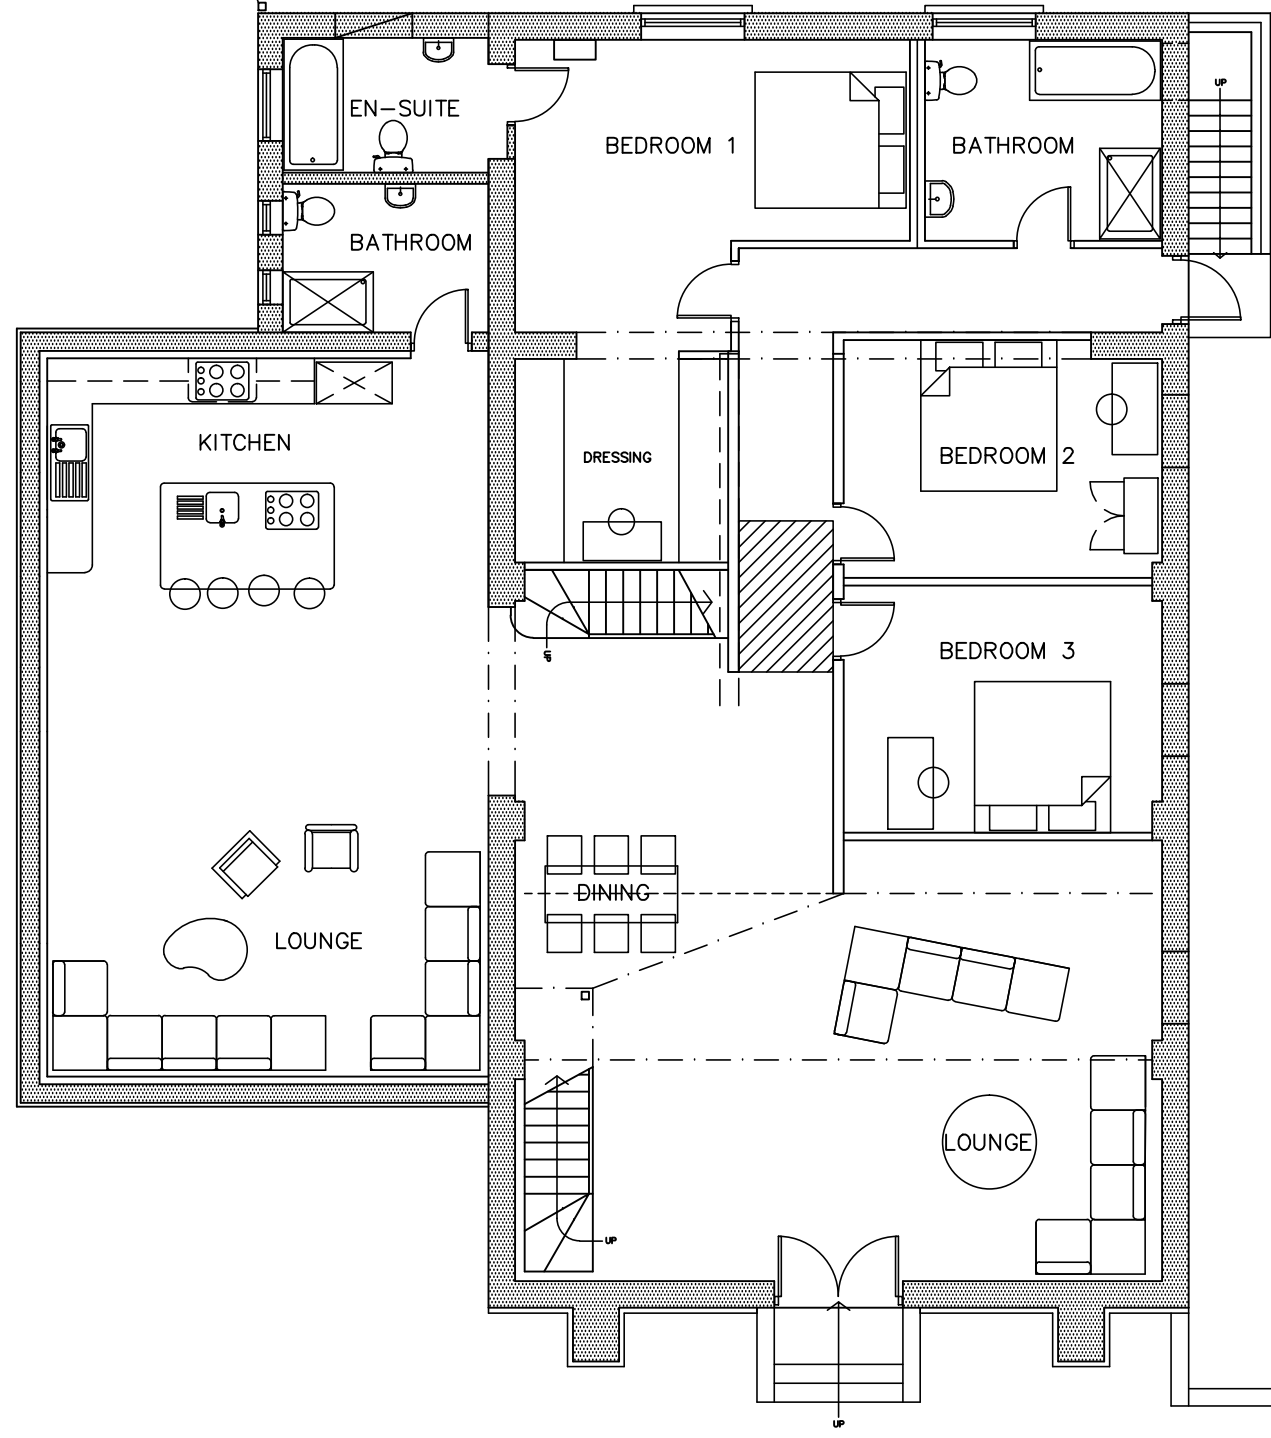 UP
EN-SUITE
BEDROOM 1
BATHROOM
BATHROOM
KITCHEN
DRESSING
BEDROOM 2
UP
BEDROOM 3
DINING
LOUNGE
LOUNGE
UP
UP